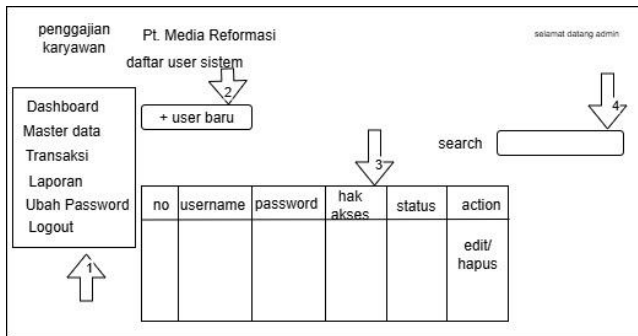 penggajian
karyawan
Pt. Media Reformasi
selamat datang admin
daftar user sistem
2
4
Dashboard
Master data
Transaksi
Laporan
Ubah Password
Logout
+ user baru
search
3
no
username
password
hak
akses
status
action
edit/
hapus
1